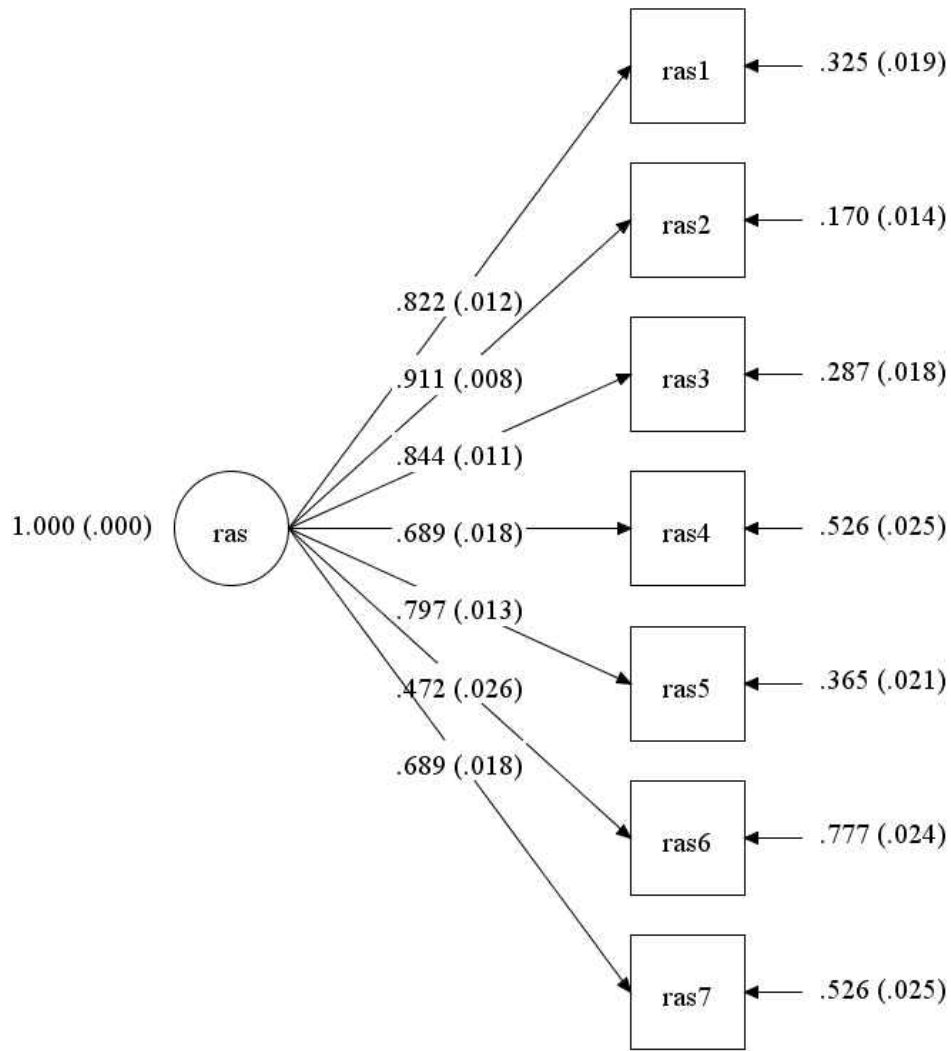 ras1
.325 (.019)
ras2
.170 (.014)
.822 (.012)
.911 (.008)
ras3
.287 (.018)
.844 (.011)
1.000 (.000)
ras
.689 (.018)
ras4
.526 (.025)
.797 (.013)
ras5
.365 (.021)
.472 (.026)
.689 (.018)
ras6
.777 (.024)
ras7
.526 (.025)